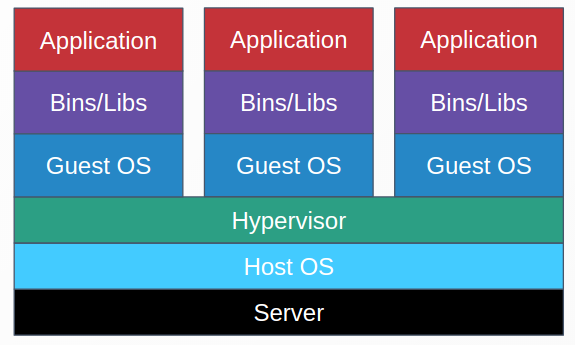 Application
Application
Application
Bins/Libs
Bins/Libs
Bins/Libs
Guest OS
Guest OS
Guest OS
Hypervisor
Host OS
Server